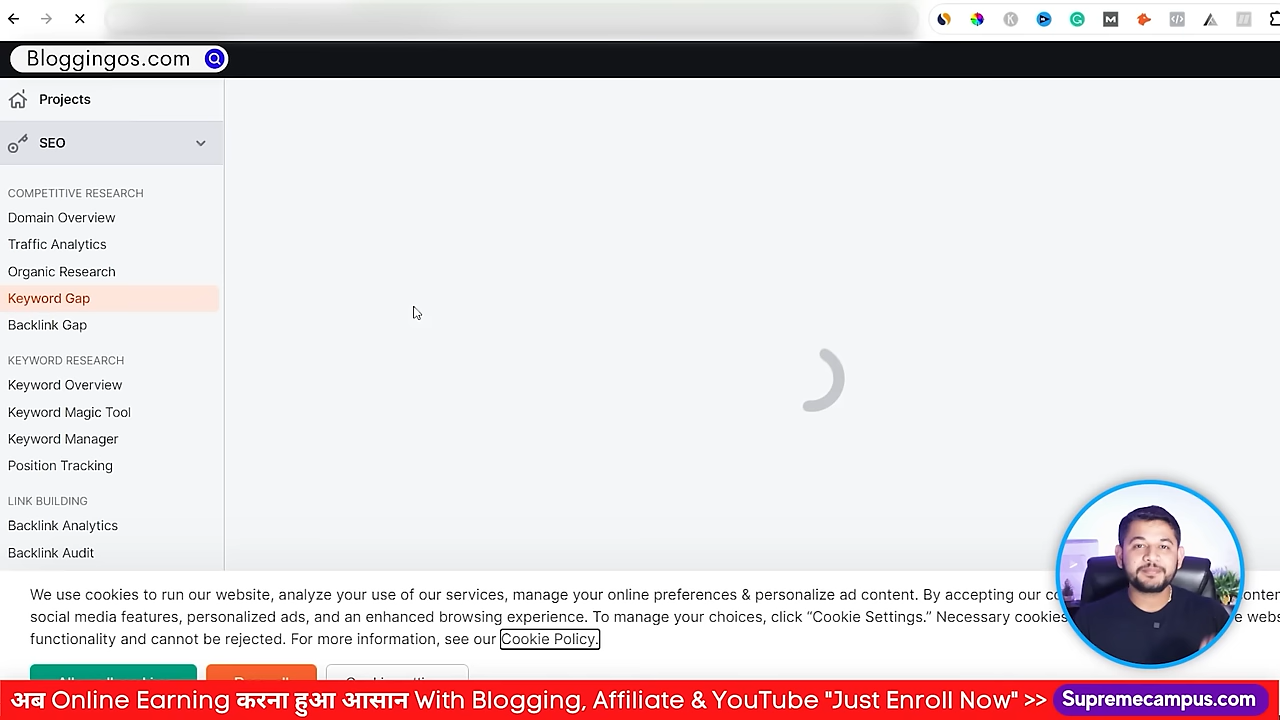 Bloggingos.com
Projects
SEO
COMPETITIVE RESEARCH
Domain Overview
Traffic Analytics
Organic Research
Keyword Gap
Backlink Gap
KEYWORD RESEARCH
Keyword Overview
Keyword Magic Tool
Keyword Manager
Position Tracking
LINK BUILDING
Backlink Analytics
Backlink Audit
We use cookies to run our website, analyze your use of our services, manage your online preferences & personalize ad content. By accepting our
social media features, personalized ads, and an enhanced browsing experience. To manage your choices, click “Cookie Settings.” Necessary cookies
functionality and cannot be rejected. For more information, see our Cookie Policy.
अब Online Earning करना हुआ आसान With Blogging, Affiliate & YouTube "Just Enroll Now" >> Supremecampus.com